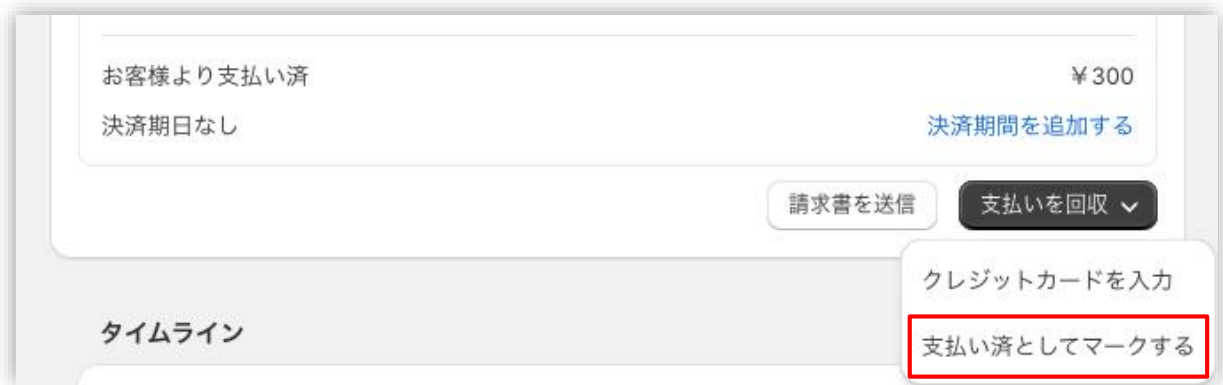 お客様より支払い済 ¥300
決済期日なし 決済期間を追加する
請求書を送信 支払いを回収
クレジットカードを入力
タイムライン
支払い済としてマークする